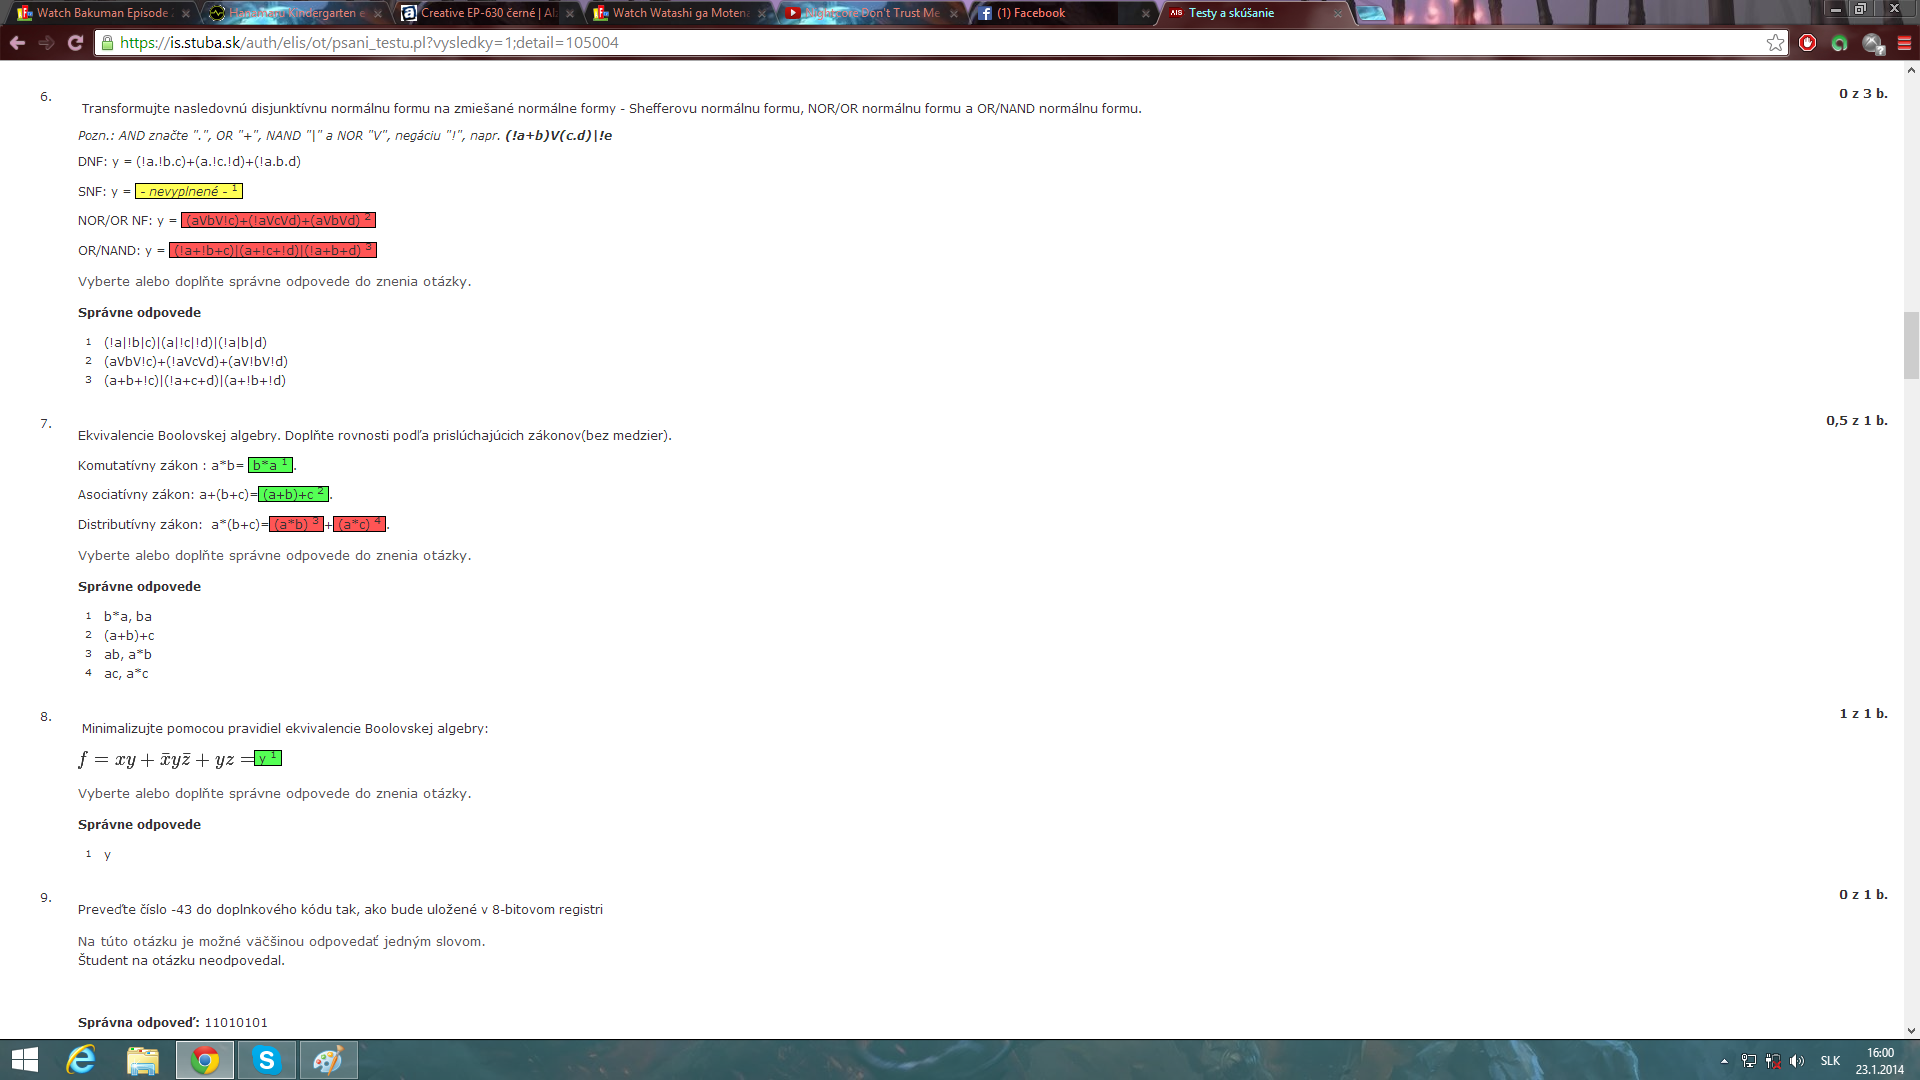 Watch Bakuman Episode
Hanamaru Kindergarten e
Creative EP-630 černé | Al
Watch Watashi ga Motena
Nightcore Don't Trust Me
(1) Facebook
AIS Testy a skúšanie
https://is.stuba.sk/auth/elis/ot/psani_testu.pl?vysledky=1;detail=105004
6.
0 z 3 b.
Transformujte nasledovnú disjunktívnu normálnu formu na zmiešané normálne formy - Shefferovu normálnu formu, NOR/OR normálnu formu a OR/NAND normálnu formu.
Pozn.: AND značte ".", OR "+", NAND "|" a NOR "V", negáciu "!", napr. (!a+b)V(c.d)|!e
DNF: y = (!a.!b.c)+(a.!c.!d)+(!a.b.d)
SNF: y = - nevyplnené - 1
NOR/OR NF: y = (aVbV!c)+(!aVcVd)+(aVbVd) 2
OR/NAND: y = (!a+!b+c)|(a+!c+!d)|(!a+b+d) 3
Vyberte alebo doplňte správne odpovede do znenia otázky.
Správne odpovede
1 (!a|!b|c)|(a|!c|!d)|(!a|b|d)
2 (aVbV!c)+(!aVcVd)+(aV!bV!d)
3 (a+b+!c)|(!a+c+d)|(a+!b+!d)
7.
0,5 z 1 b.
Ekvivalencie Boolovskej algebry. Doplňte rovnosti podľa prislúchajúcich zákonov(bez medzier).
Komutatívny zákon : a*b= b*a 1.
Asociatívny zákon: a+(b+c)=(a+b)+c 2.
Distributívny zákon: a*(b+c)=(a*b) 3+(a*c) 4.
Vyberte alebo doplňte správne odpovede do znenia otázky.
Správne odpovede
1 b*a, ba
2 (a+b)+c
3 ab, a*b
4 ac, a*c
8.
1 z 1 b.
Minimalizujte pomocou pravidiel ekvivalencie Boolovskej algebry:
f = xy + x̄yz̄ + yz = y 1
Vyberte alebo doplňte správne odpovede do znenia otázky.
Správne odpovede
1 y
9.
0 z 1 b.
Preveďte číslo -43 do doplnkového kódu tak, ako bude uložené v 8-bitovom registri
Na túto otázku je možné väčšinou odpovedať jedným slovom.
Študent na otázku neodpovedal.
Správna odpoveď: 11010101
SLK
16:00
23.1.2014